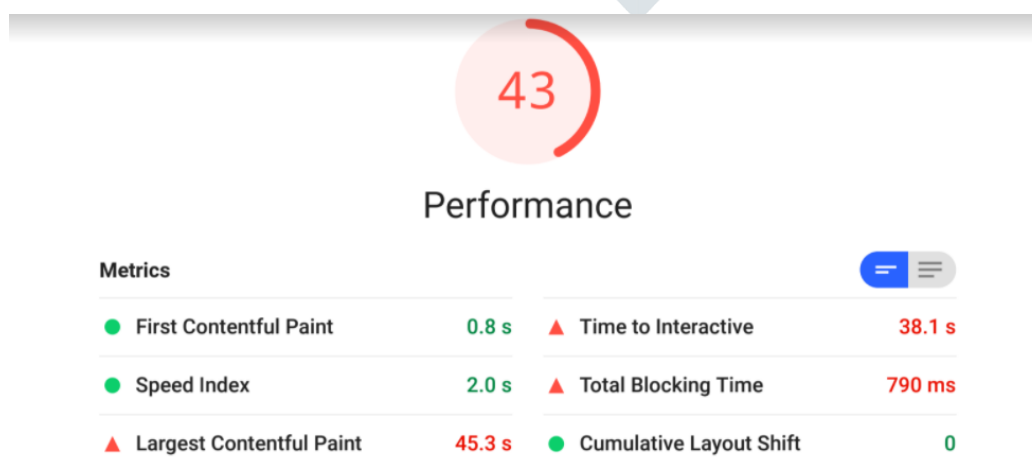 43
Performance
Metrics
First Contentful Paint 0.8 s
Time to Interactive 38.1 s
Speed Index 2.0 s
Total Blocking Time 790 ms
Largest Contentful Paint 45.3 s
Cumulative Layout Shift 0